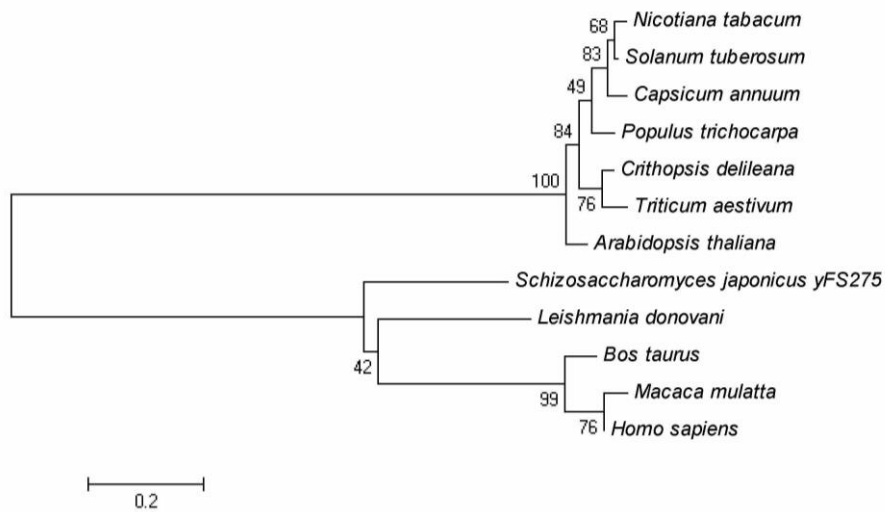 Nicotiana tabacum
68
Solanum tuberosum
83
Capsicum annuum
49
Populus trichocarpa
84
Crithopsis delileana
100
76
Triticum aestivum
Arabidopsis thaliana
Schizosaccharomyces japonicus yFS275
Leishmania donovani
42
Bos taurus
99
Macaca mulatta
76
Homo sapiens
0.2